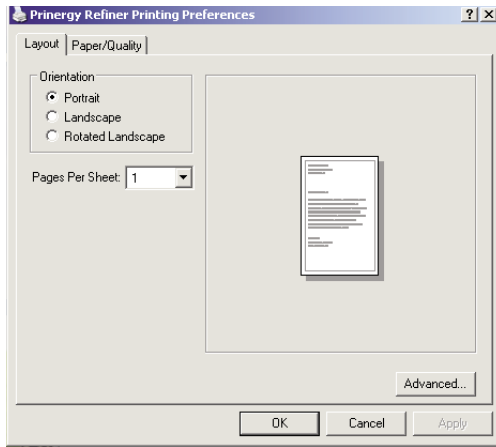 Prinergy Refiner Printing Preferences
Layout
Paper/Quality
Orientation
Portrait
Landscape
Rotated Landscape
Pages Per Sheet: 1
Advanced...
OK
Cancel
Apply